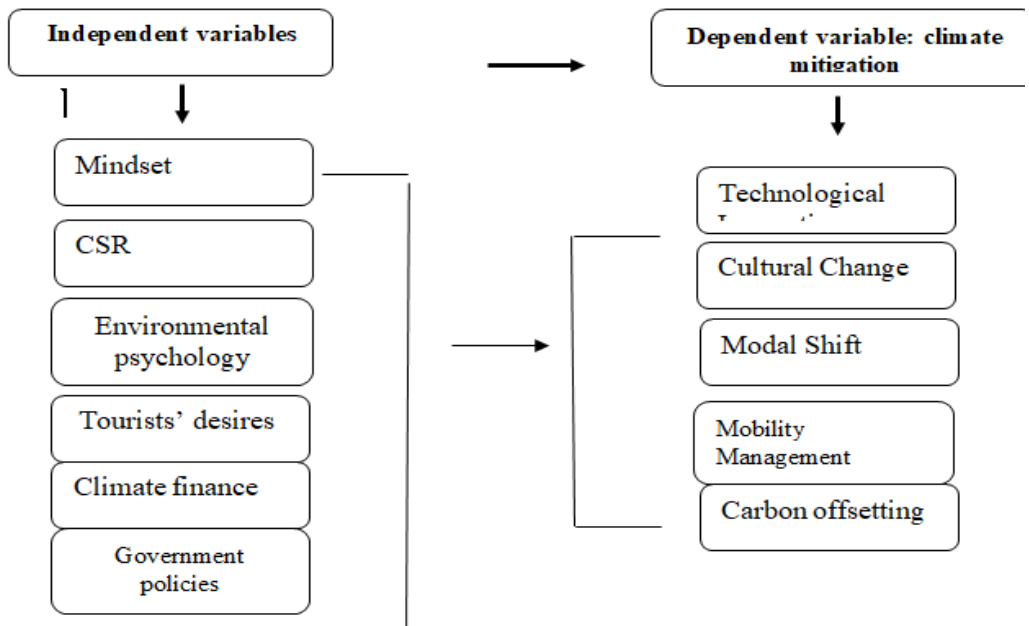 Independent variables
Dependent variable: climate
mitigation
Mindset
CSR
Environmental
psychology
Tourists’ desires
Climate finance
Government
policies
Technological
Cultural Change
Modal Shift
Mobility
Management
Carbon offsetting